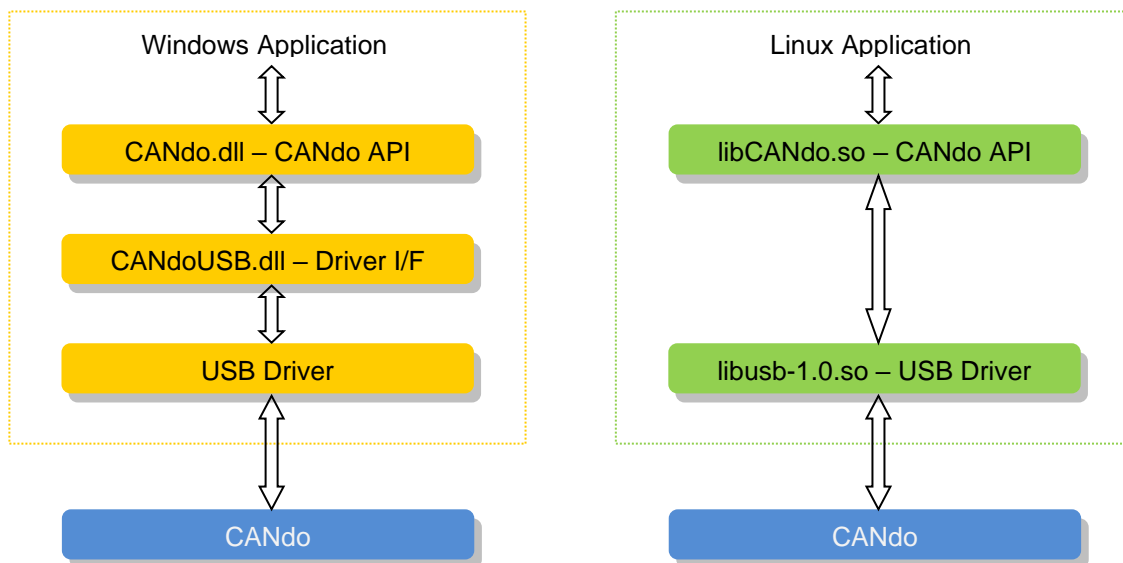 Windows Application
CANdo.dll – CANdo API
CANdoUSB.dll – Driver I/F
USB Driver
CANdo
Linux Application
libCANdo.so – CANdo API
libusb-1.0.so – USB Driver
CANdo